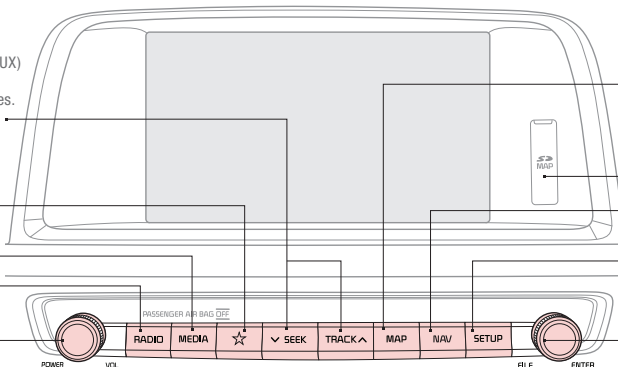 UX)
es.
SD
MAP
PASSENGER AIR BAG OFF
RADIO MEDIA ☆ ∨ SEEK TRACK ∧ MAP NAV SETUP
POWER VOL FILE ENTER